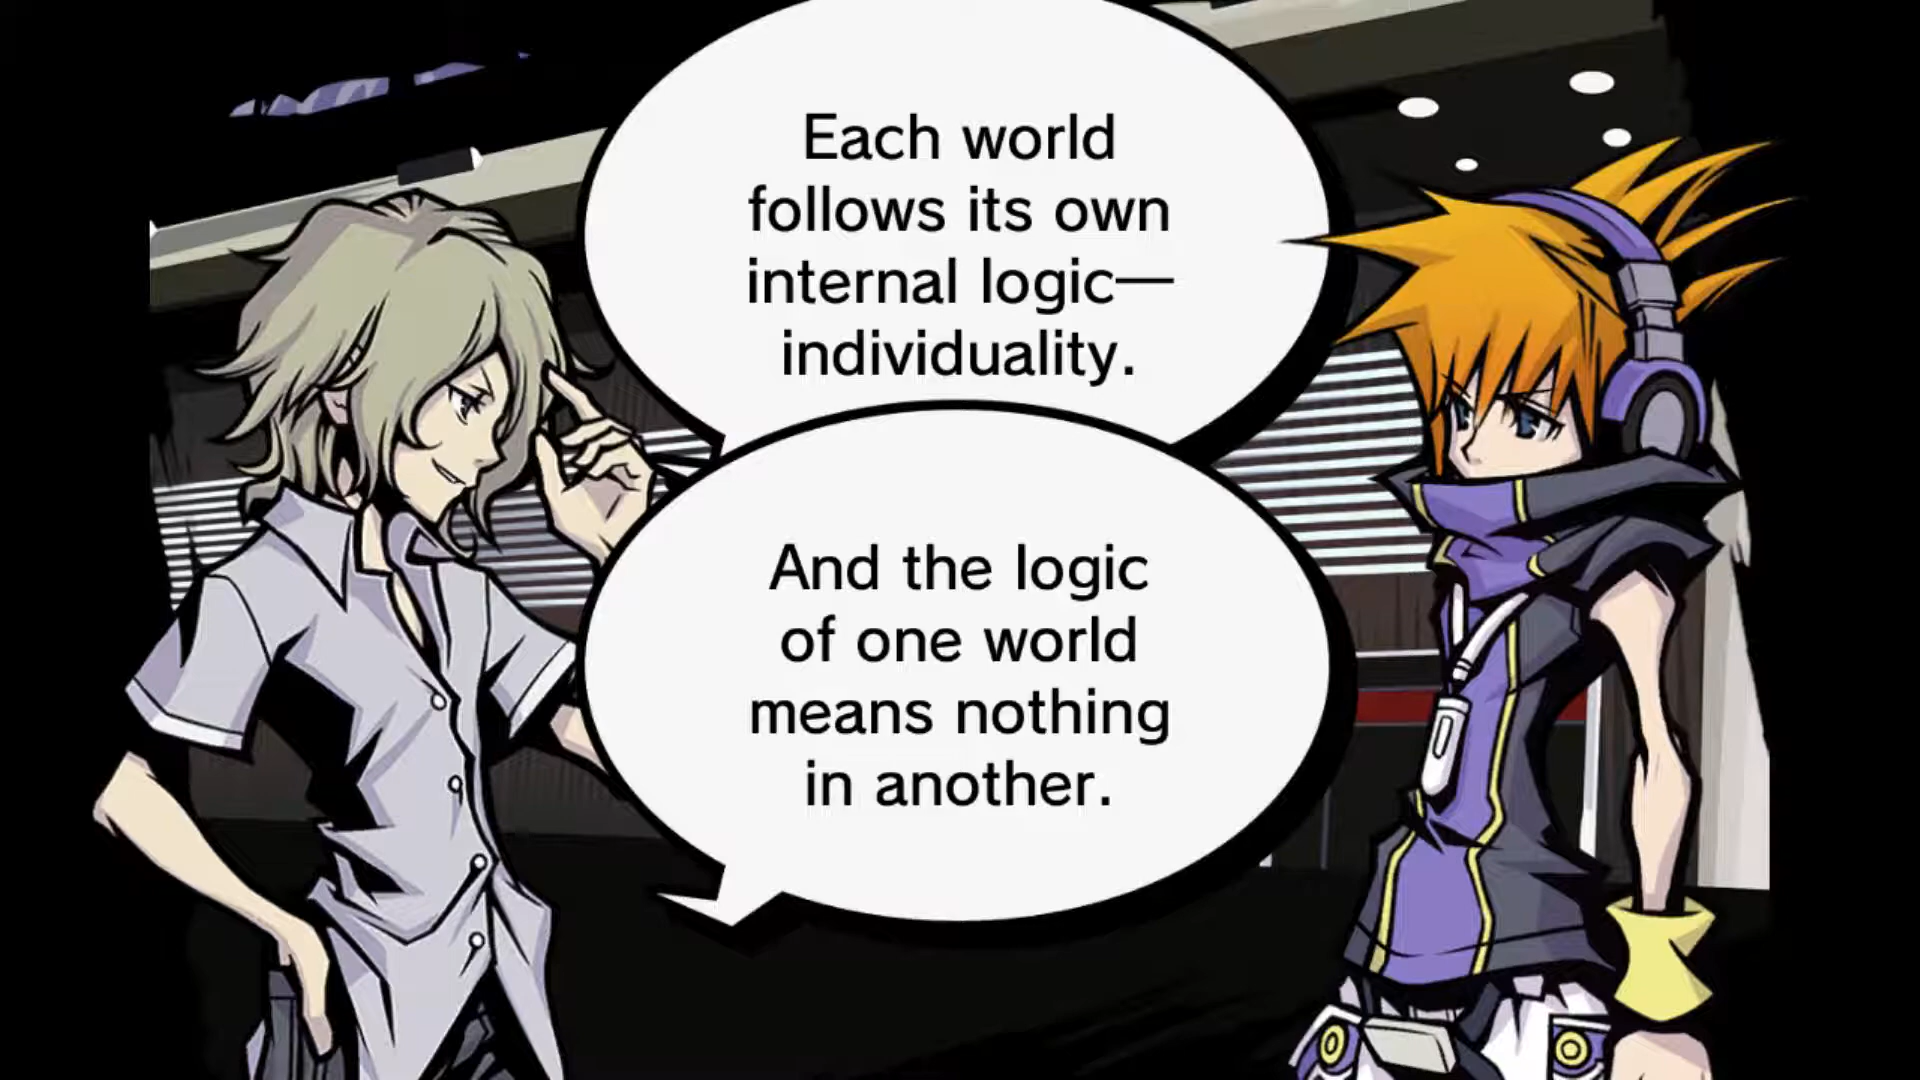 Each world
follows its own
internal logic—
individuality.
And the logic
of one world
means nothing
in another.